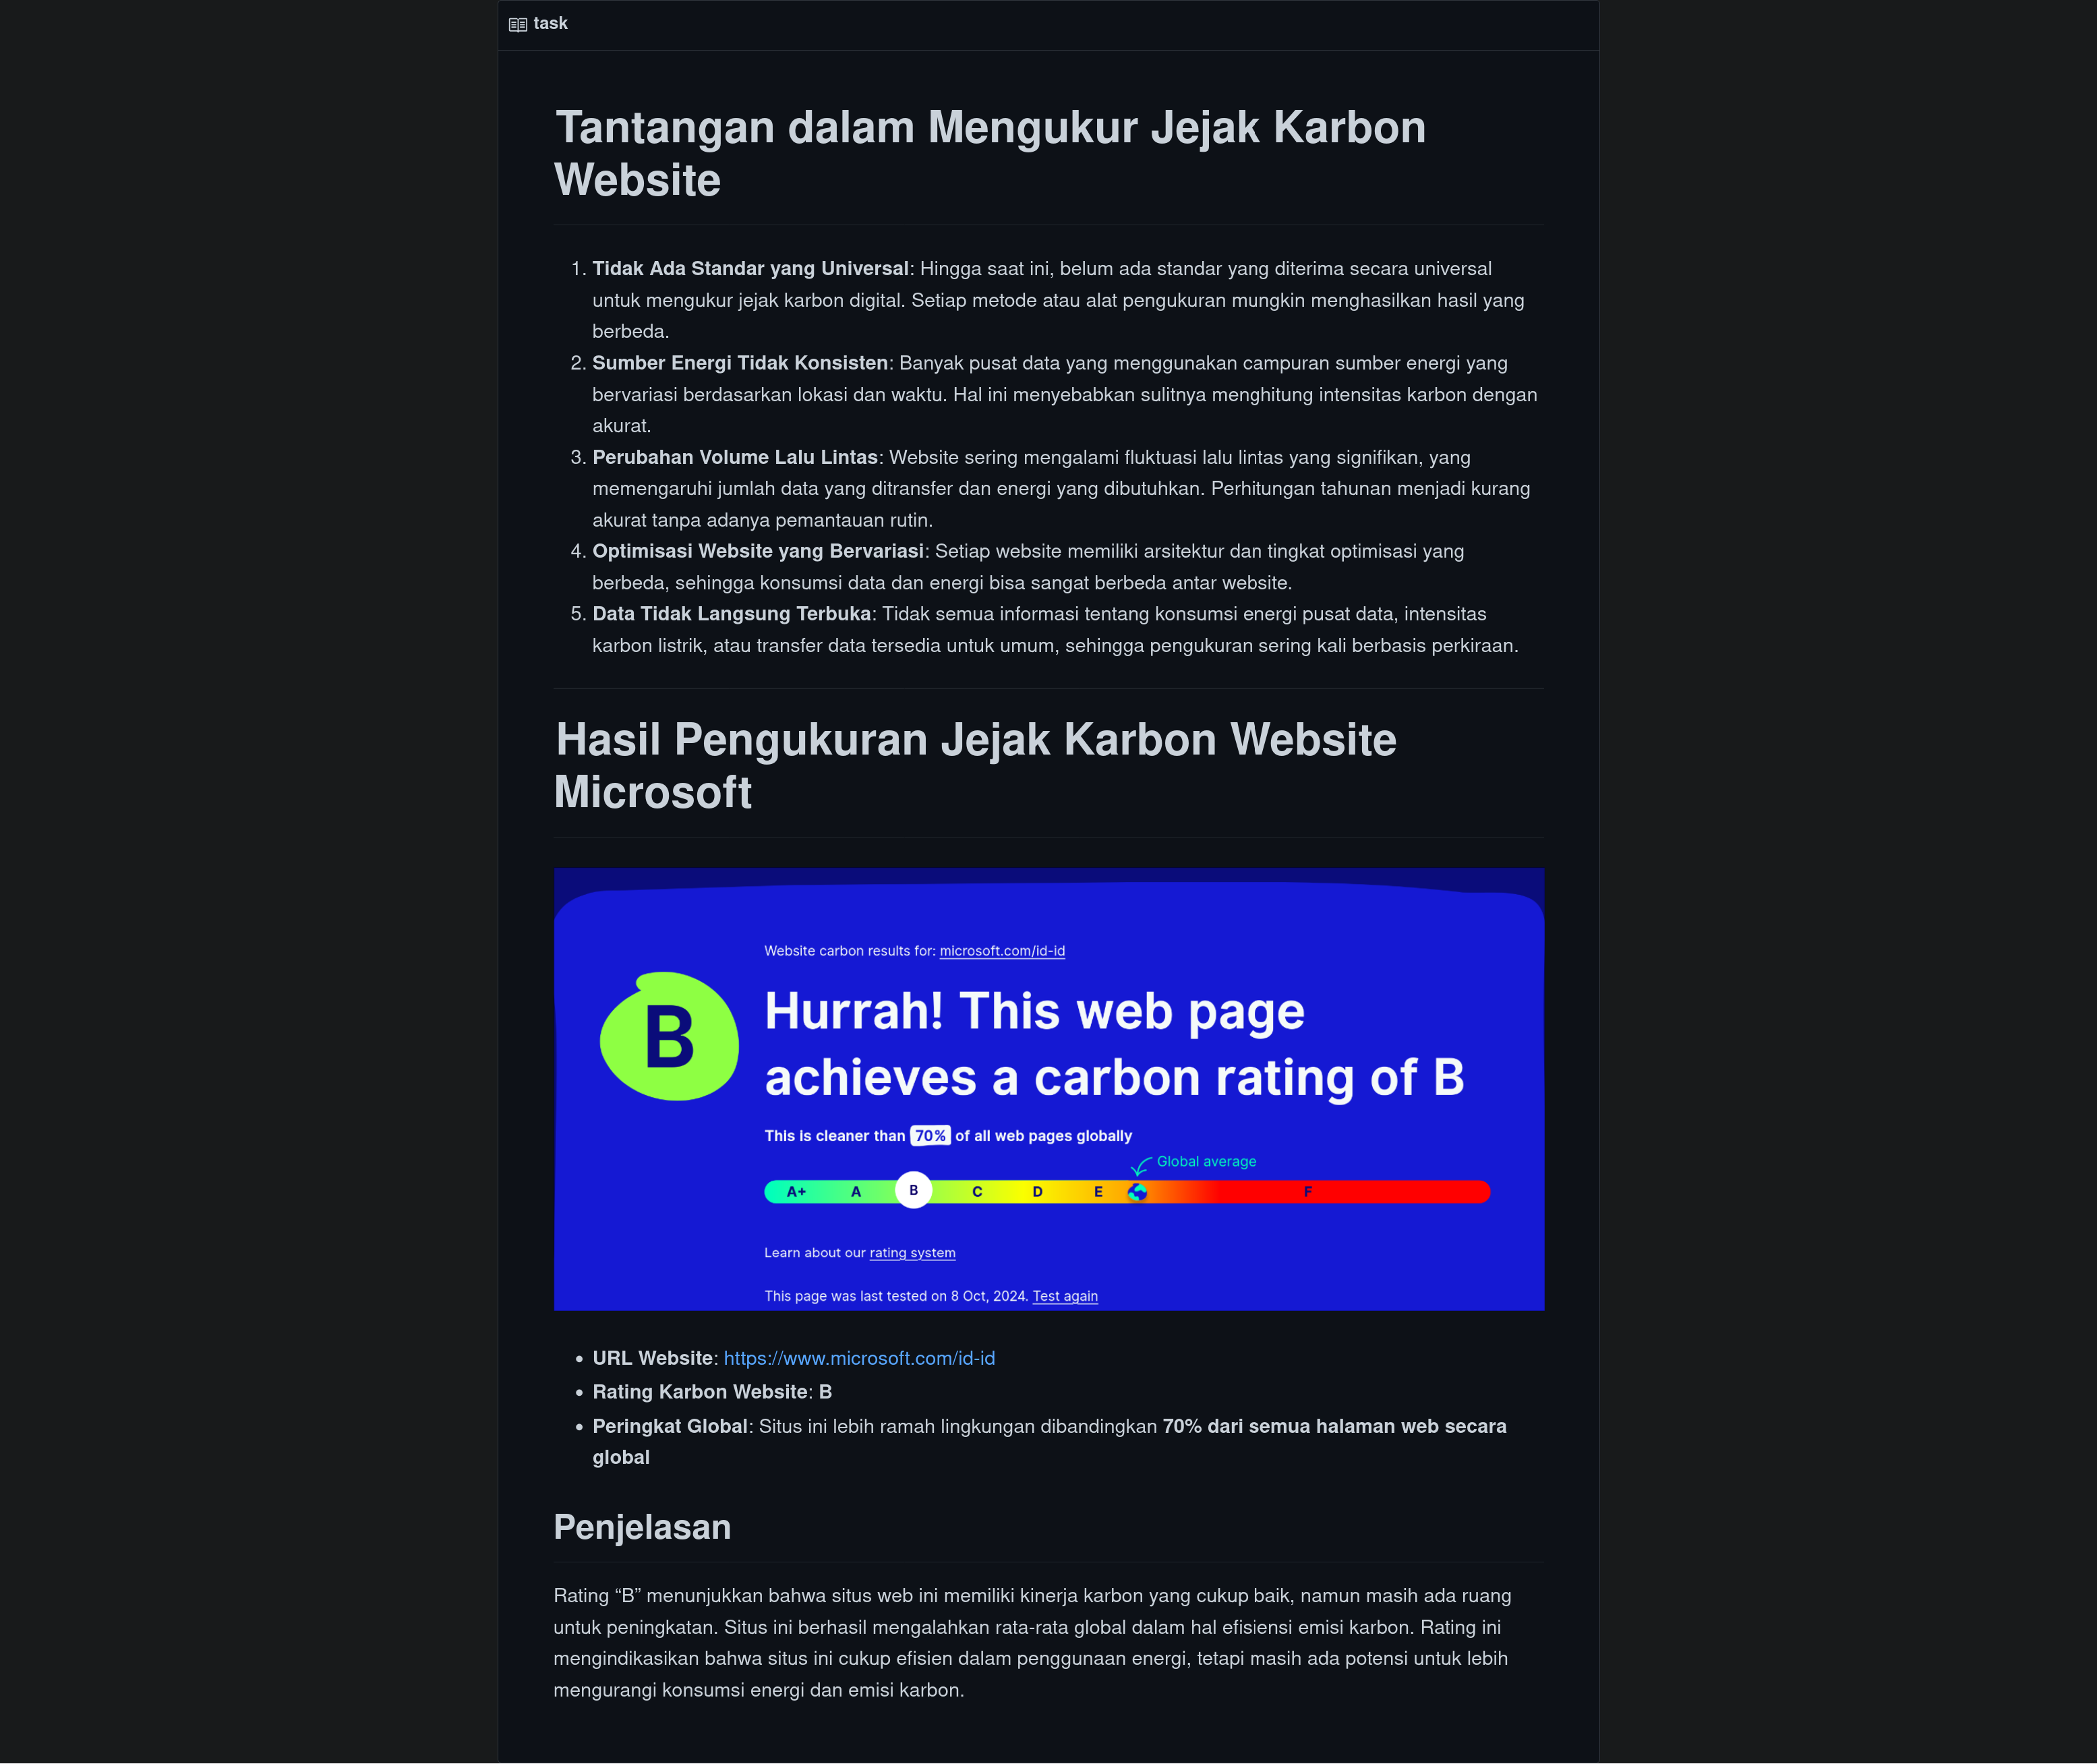 task
Tantangan dalam Mengukur Jejak Karbon
Website
1. Tidak Ada Standar yang Universal: Hingga saat ini, belum ada standar yang diterima secara universal
untuk mengukur jejak karbon digital. Setiap metode atau alat pengukuran mungkin menghasilkan hasil yang
berbeda.
2. Sumber Energi Tidak Konsisten: Banyak pusat data yang menggunakan campuran sumber energi yang
bervariasi berdasarkan lokasi dan waktu. Hal ini menyebabkan sulitnya menghitung intensitas karbon dengan
akurat.
3. Perubahan Volume Lalu Lintas: Website sering mengalami fluktuasi lalu lintas yang signifikan, yang
memengaruhi jumlah data yang ditransfer dan energi yang dibutuhkan. Perhitungan tahunan menjadi kurang
akurat tanpa adanya pemantauan rutin.
4. Optimisasi Website yang Bervariasi: Setiap website memiliki arsitektur dan tingkat optimisasi yang
berbeda, sehingga konsumsi data dan energi bisa sangat berbeda antar website.
5. Data Tidak Langsung Terbuka: Tidak semua informasi tentang konsumsi energi pusat data, intensitas
karbon listrik, atau transfer data tersedia untuk umum, sehingga pengukuran sering kali berbasis perkiraan.
Hasil Pengukuran Jejak Karbon Website
Microsoft
Website carbon results for: microsoft.com/id-id
B
Hurrah! This web page
achieves a carbon rating of B
This is cleaner than 70% of all web pages globally
Global average
A+ A B C D E F
Learn about our rating system
This page was last tested on 8 Oct, 2024. Test again
• URL Website: https://www.microsoft.com/id-id
• Rating Karbon Website: B
• Peringkat Global: Situs ini lebih ramah lingkungan dibandingkan 70% dari semua halaman web secara
global
Penjelasan
Rating “B” menunjukkan bahwa situs web ini memiliki kinerja karbon yang cukup baik, namun masih ada ruang
untuk peningkatan. Situs ini berhasil mengalahkan rata-rata global dalam hal efisiensi emisi karbon. Rating ini
mengindikasikan bahwa situs ini cukup efisien dalam penggunaan energi, tetapi masih ada potensi untuk lebih
mengurangi konsumsi energi dan emisi karbon.